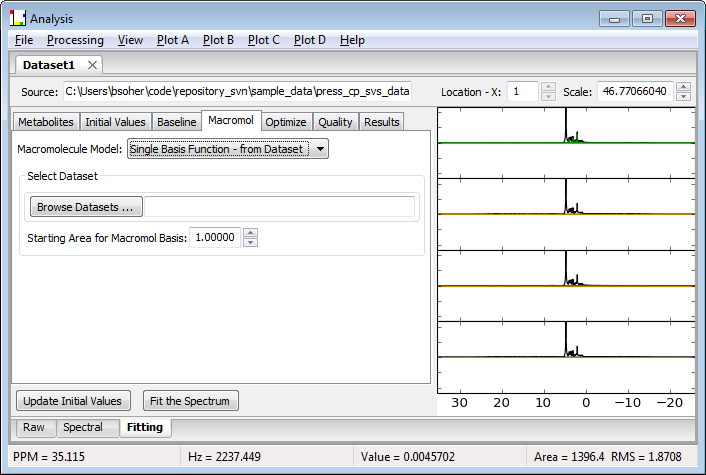 Analysis
File Processing View Plot A Plot B Plot C Plot D Help
Dataset1
Source: C:\Users\bsoher\code\repository_svn\sample_data\press_cp_svs_data Location - X: 1 Scale: 46.77066040
Metabolites Initial Values Baseline Macromol Optimize Quality Results
Macromolecule Model: Single Basis Function - from Dataset
Select Dataset
Browse Datasets ...
Starting Area for Macromol Basis: 1.00000
30 20 10 0 −10 −20
Update Initial Values Fit the Spectrum
Raw Spectral Fitting
PPM = 35.115 Hz = 2237.449 Value = 0.0045702 Area = 1396.4 RMS = 1.8708